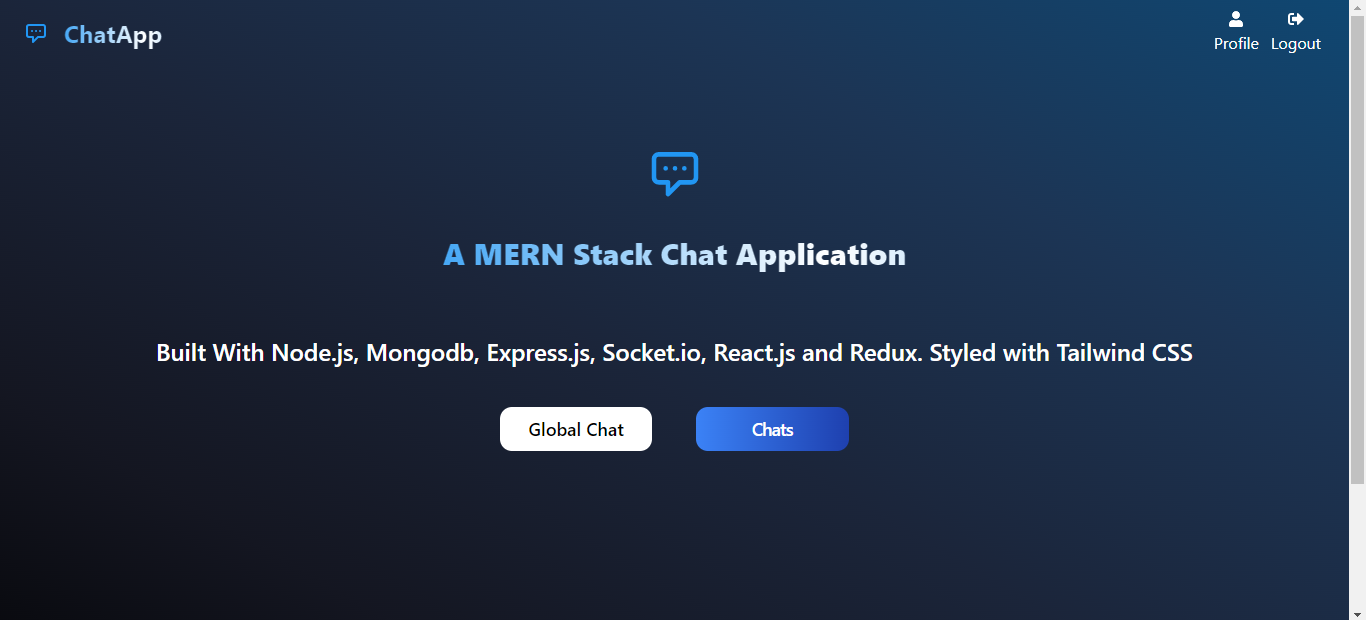 ChatApp
Profile
Logout
A MERN Stack Chat Application
Built With Node.js, Mongodb, Express.js, Socket.io, React.js and Redux. Styled with Tailwind CSS
Global Chat
Chats